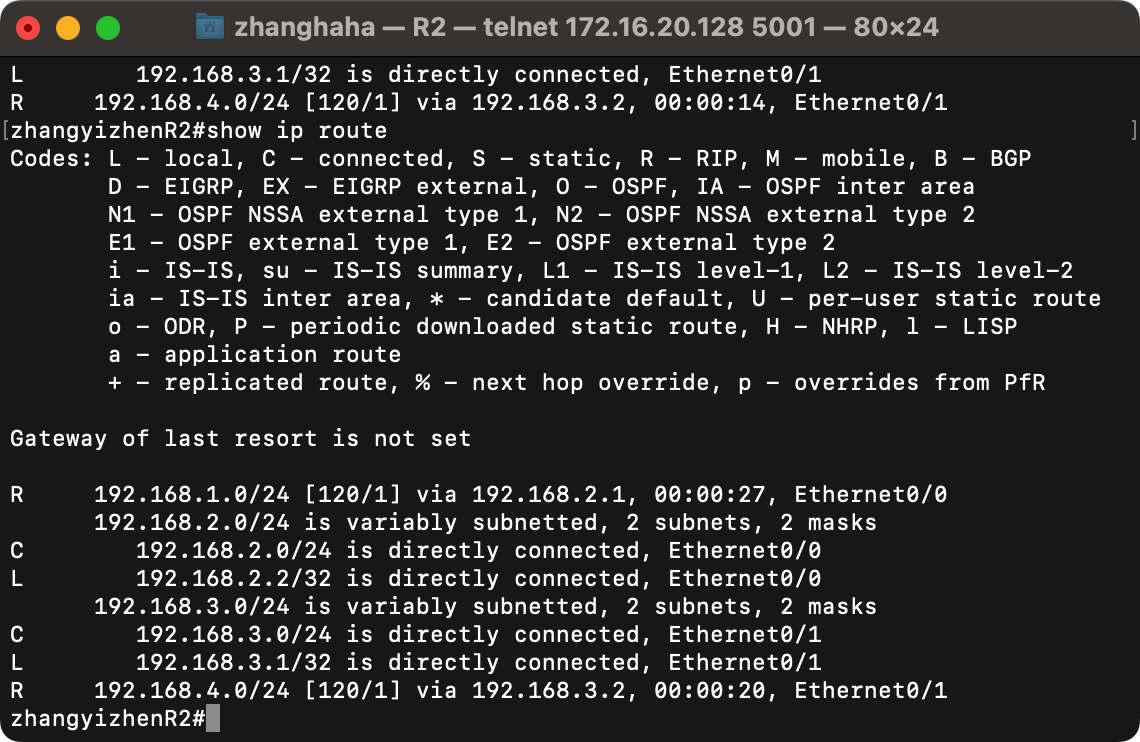 zhanghaha — R2 — telnet 172.16.20.128 5001 — 80×24
L        192.168.3.1/32 is directly connected, Ethernet0/1
R     192.168.4.0/24 [120/1] via 192.168.3.2, 00:00:14, Ethernet0/1
[zhangyizhenR2#show ip route                                                    ]
Codes: L - local, C - connected, S - static, R - RIP, M - mobile, B - BGP
       D - EIGRP, EX - EIGRP external, O - OSPF, IA - OSPF inter area
       N1 - OSPF NSSA external type 1, N2 - OSPF NSSA external type 2
       E1 - OSPF external type 1, E2 - OSPF external type 2
       i - IS-IS, su - IS-IS summary, L1 - IS-IS level-1, L2 - IS-IS level-2
       ia - IS-IS inter area, * - candidate default, U - per-user static route
       o - ODR, P - periodic downloaded static route, H - NHRP, l - LISP
       a - application route
       + - replicated route, % - next hop override, p - overrides from PfR
Gateway of last resort is not set
R     192.168.1.0/24 [120/1] via 192.168.2.1, 00:00:27, Ethernet0/0
      192.168.2.0/24 is variably subnetted, 2 subnets, 2 masks
C        192.168.2.0/24 is directly connected, Ethernet0/0
L        192.168.2.2/32 is directly connected, Ethernet0/0
      192.168.3.0/24 is variably subnetted, 2 subnets, 2 masks
C        192.168.3.0/24 is directly connected, Ethernet0/1
L        192.168.3.1/32 is directly connected, Ethernet0/1
R     192.168.4.0/24 [120/1] via 192.168.3.2, 00:00:20, Ethernet0/1
zhangyizhenR2#